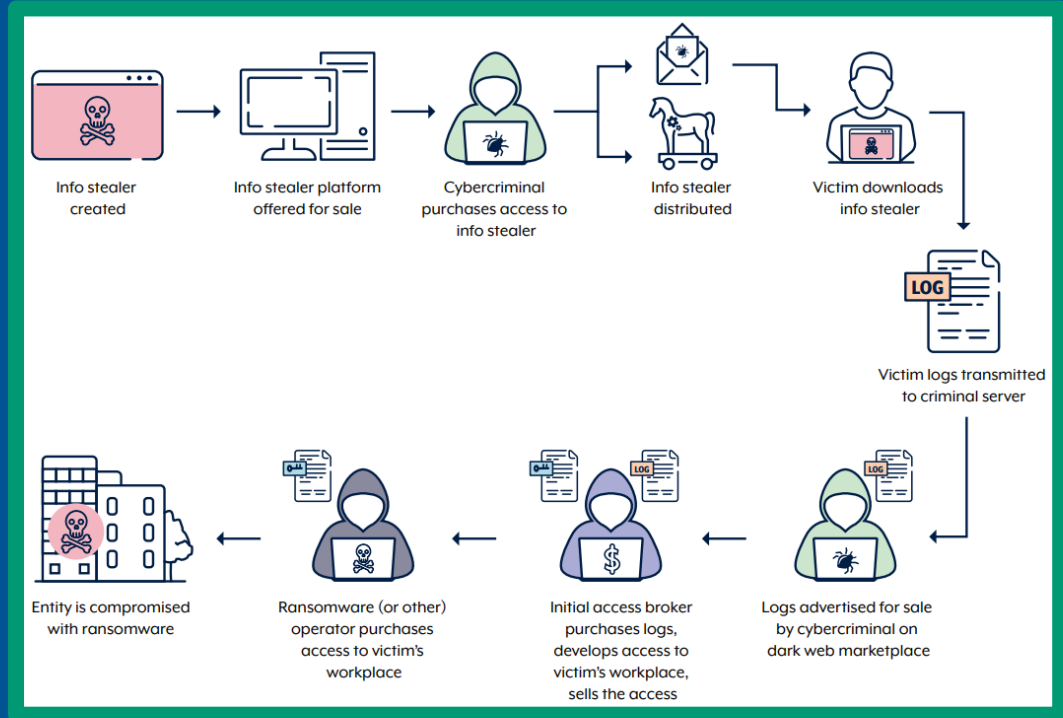 Info stealer
created
Info stealer platform
offered for sale
Cybercriminal
purchases access to
info stealer
Info stealer
distributed
Victim downloads
info stealer
LOG
Victim logs transmitted
to criminal server
LOG
Logs advertised for sale
by cybercriminal on
dark web marketplace
LOG
$
Initial access broker
purchases logs,
develops access to
victim's workplace,
sells the access
Ransomware (or other)
operator purchases
access to victim's
workplace
Entity is compromised
with ransomware